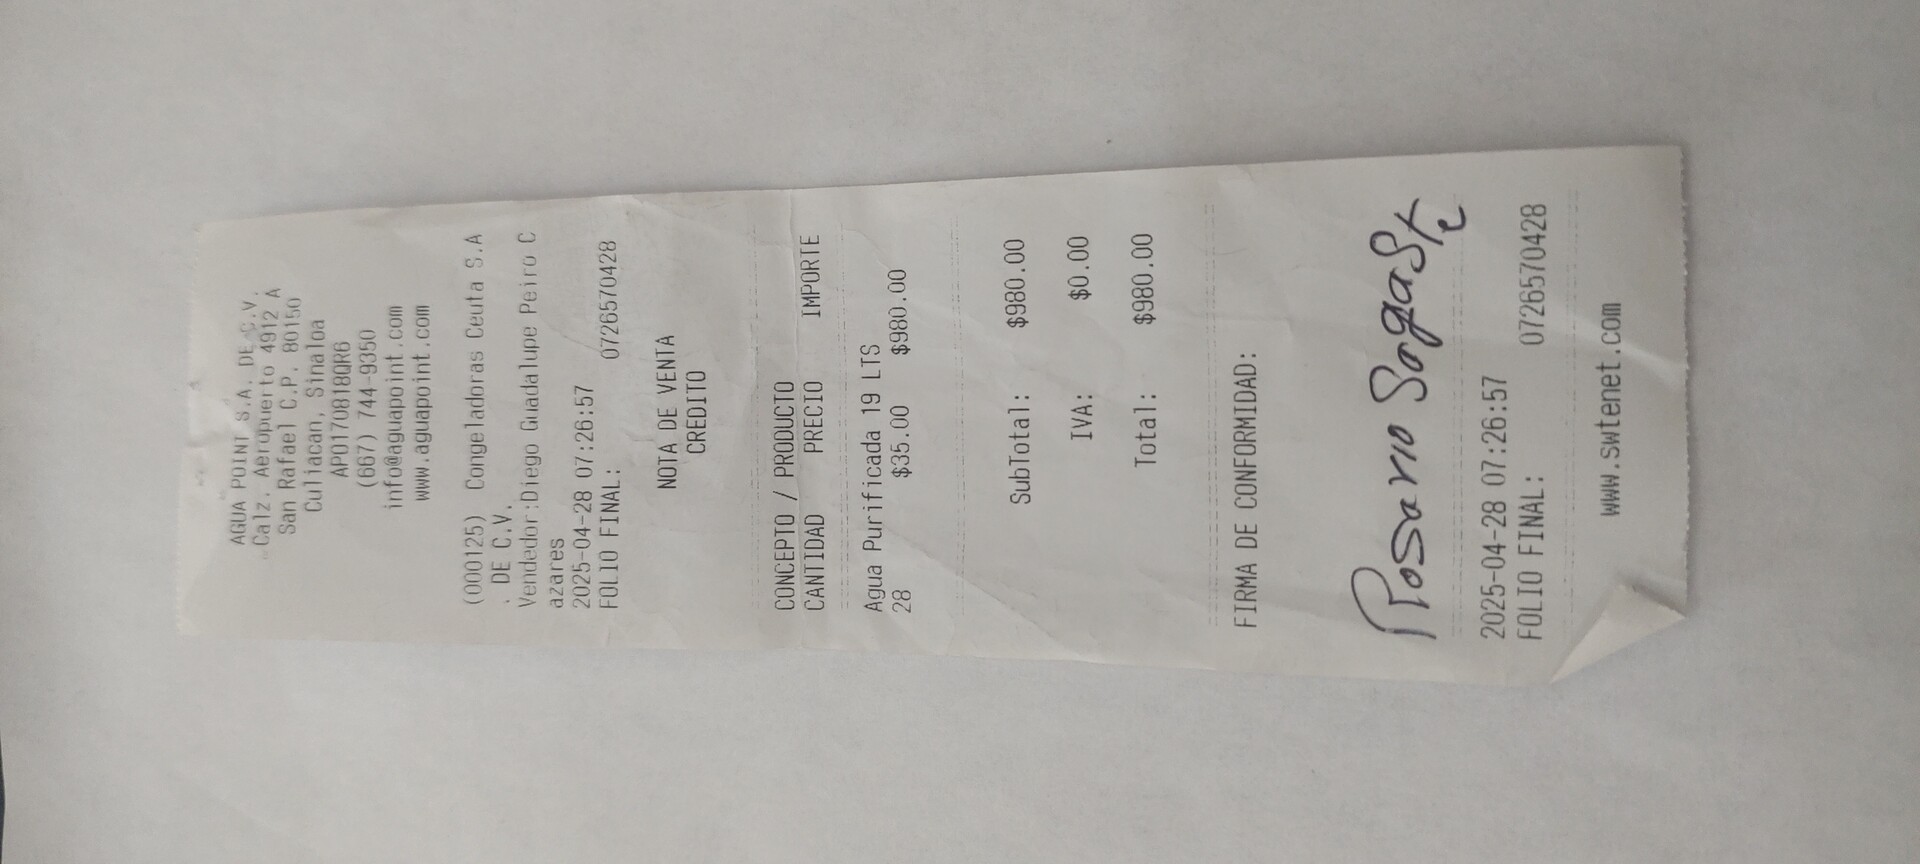 AGUA POINT S.A. DE C.V.
Calz. Aeropuerto 4912 A
San Rafael C.P. 80150
Culiacan, Sinaloa
APO170818QR6
(667) 744-9350
info@aguapoint.com
www.aguapoint.com
(000125) Congeladoras Ceuta S.A
. DE C.V.
Vendedor:Diego Guadalupe Peiro C
azares
2025-04-28 07:26:57
FOLIO FINAL: 0726570428
NOTA DE VENTA
CREDITO
CONCEPTO / PRODUCTO
CANTIDAD PRECIO IMPORTE
Agua Purificada 19 LTS
28 $35.00 $980.00
SubTotal: $980.00
IVA: $0.00
Total: $980.00
FIRMA DE CONFORMIDAD:
Rosario Sogaste
2025-04-28 07:26:57
FOLIO FINAL: 0726570428
www.swtenet.com